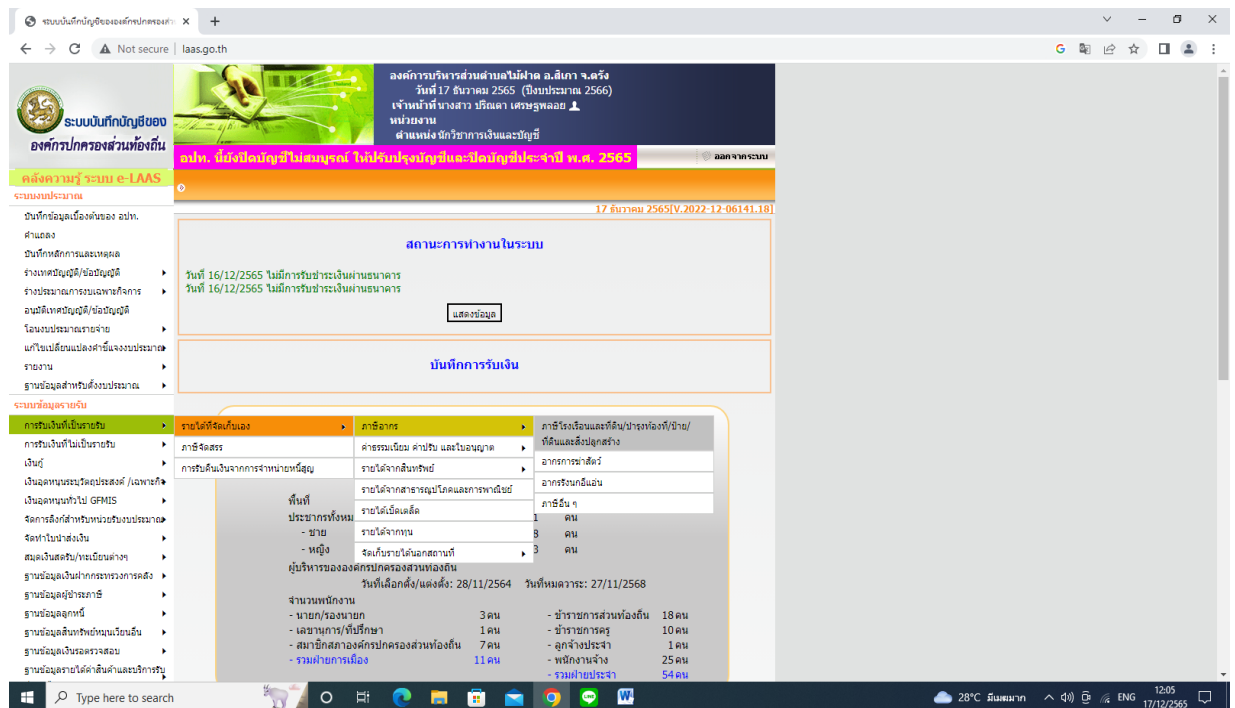 ระบบบันทึกบัญชีขององค์กรปกครองส่วน
Not secure
laas.go.th
ระบบบันทึกบัญชีของ
องค์กรปกครองส่วนท้องถิ่น
องค์การบริหารส่วนตำบลไม้ฝาด อ.สิเกา จ.ตรัง
วันที่ 17 ธันวาคม 2565 (ปีงบประมาณ 2566)
เจ้าหน้าที่ นางสาว ปริณดา เศรษฐพลอย
หน่วยงาน
ตำแหน่ง นักวิชาการเงินและบัญชี
อปท. นี้ยังปิดบัญชีไม่สมบูรณ์ ให้ปรับปรุงบัญชีและปิดบัญชีประจำปี พ.ศ. 2565
ออกจากระบบ
คลังความรู้ ระบบ e-LAAS
17 ธันวาคม 2565[V.2022-12-06141.18]
ระบบงบประมาณ
บันทึกข้อมูลเบื้องต้นของ อปท.
คำแถลง
บันทึกหลักการและเหตุผล
ร่างเทศบัญญัติ/ข้อบัญญัติ
ร่างประมาณการงบเฉพาะกิจการ
อนุมัติเทศบัญญัติ/ข้อบัญญัติ
โอนงบประมาณรายจ่าย
แก้ไขเปลี่ยนแปลงคำชี้แจงงบประมาณ
รายงาน
ฐานข้อมูลสำหรับตั้งงบประมาณ
สถานะการทำงานในระบบ
วันที่ 16/12/2565 ไม่มีการรับชำระเงินผ่านธนาคาร
วันที่ 16/12/2565 ไม่มีการรับชำระเงินผ่านธนาคาร
แสดงข้อมูล
บันทึกการรับเงิน
ระบบข้อมูลรายรับ
การรับเงินที่เป็นรายรับ
การรับเงินที่ไม่เป็นรายรับ
เงินกู้
เงินอุดหนุนระบุวัตถุประสงค์ /เฉพาะกิจ
เงินอุดหนุนทั่วไป GFMIS
จัดการลิงก์สำหรับหน่วยรับงบประมาณ
จัดทำใบนำส่งเงิน
สมุดเงินสดรับ/ทะเบียนต่างๆ
ฐานข้อมูลเงินฝากกระทรวงการคลัง
ฐานข้อมูลผู้ชำระภาษี
ฐานข้อมูลลูกหนี้
ฐานข้อมูลสินทรัพย์หมุนเวียนอื่น
ฐานข้อมูลเงินรอตรวจสอบ
ฐานข้อมูลรายได้ค่าสินค้าและบริการรับ
รายได้ที่จัดเก็บเอง
ภาษีจัดสรร
การรับคืนเงินจากการจำหน่ายหนี้สูญ
ภาษีอากร
ค่าธรรมเนียม ค่าปรับ และใบอนุญาต
รายได้จากสินทรัพย์
รายได้จากสาธารณูปโภคและการพาณิชย์
รายได้เบ็ดเตล็ด
รายได้จากทุน
จัดเก็บรายได้นอกสถานที่
ภาษีโรงเรือนและที่ดิน/บำรุงท้องที่/ป้าย/
ที่ดินและสิ่งปลูกสร้าง
อากรการฆ่าสัตว์
อากรรังนกอีแอ่น
ภาษีอื่น ๆ
พื้นที่
ประชากรทั้งหม 1 คน
- ชาย 8 คน
- หญิง 3 คน
ผู้บริหารขององค์กรปกครองส่วนท้องถิ่น
วันที่เลือกตั้ง/แต่งตั้ง: 28/11/2564 วันที่หมดวาระ: 27/11/2568
จำนวนพนักงาน
- นายก/รองนายก 3 คน - ข้าราชการส่วนท้องถิ่น 18 คน
- เลขานุการ/ที่ปรึกษา 1 คน - ข้าราชการครู 10 คน
- สมาชิกสภาองค์กรปกครองส่วนท้องถิ่น 7 คน - ลูกจ้างประจำ 1 คน
- รวมฝ่ายการเมือง 11 คน - พนักงานจ้าง 25 คน
- รวมฝ่ายประจำ 54 คน
Type here to search
28°C มีเมฆมาก
ENG
12:05
17/12/2565